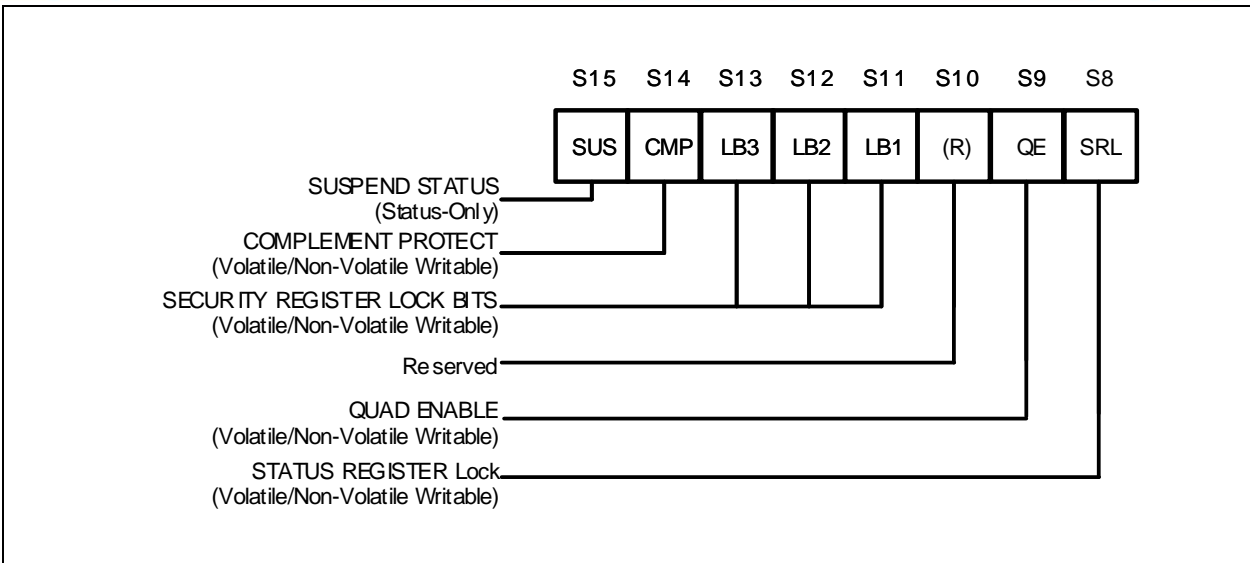 S15 S14 S13 S12 S11 S10 S9 S8
SUS CMP LB3 LB2 LB1 (R) QE SRL
SUSPEND STATUS
(Status-Only)
COMPLEMENT PROTECT
(Volatile/Non-Volatile Writable)
SECURITY REGISTER LOCK BITS
(Volatile/Non-Volatile Writable)
Reserved
QUAD ENABLE
(Volatile/Non-Volatile Writable)
STATUS REGISTER Lock
(Volatile/Non-Volatile Writable)